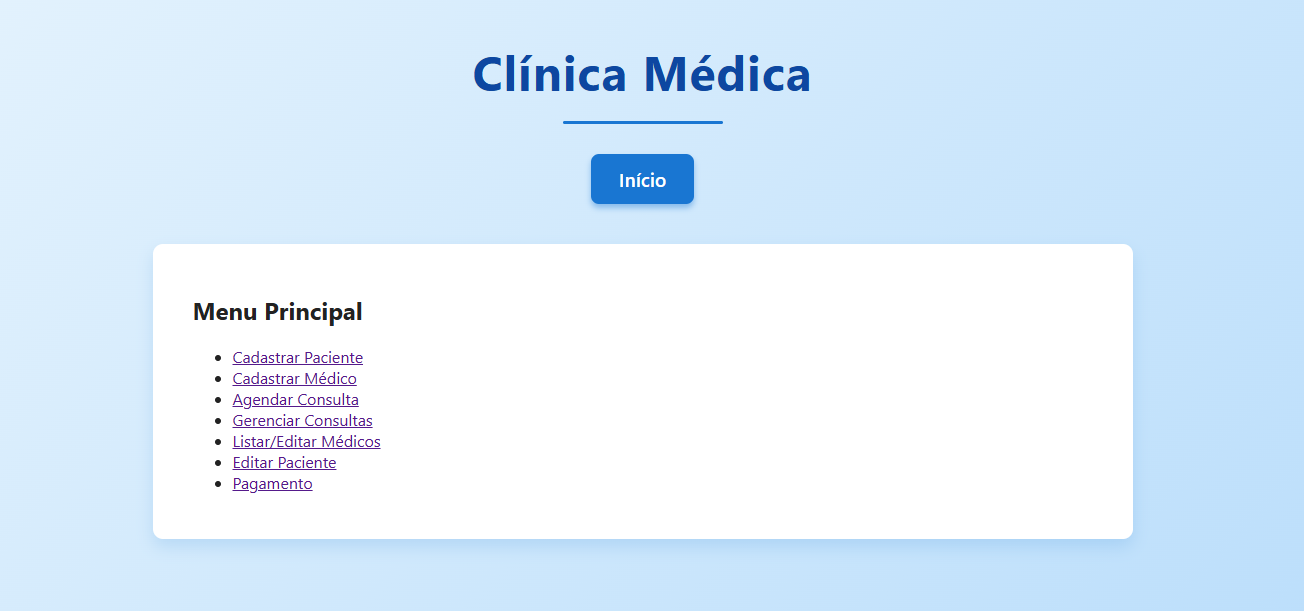 Clínica Médica
Início
Menu Principal
Cadastrar Paciente
Cadastrar Médico
Agendar Consulta
Gerenciar Consultas
Listar/Editar Médicos
Editar Paciente
Pagamento